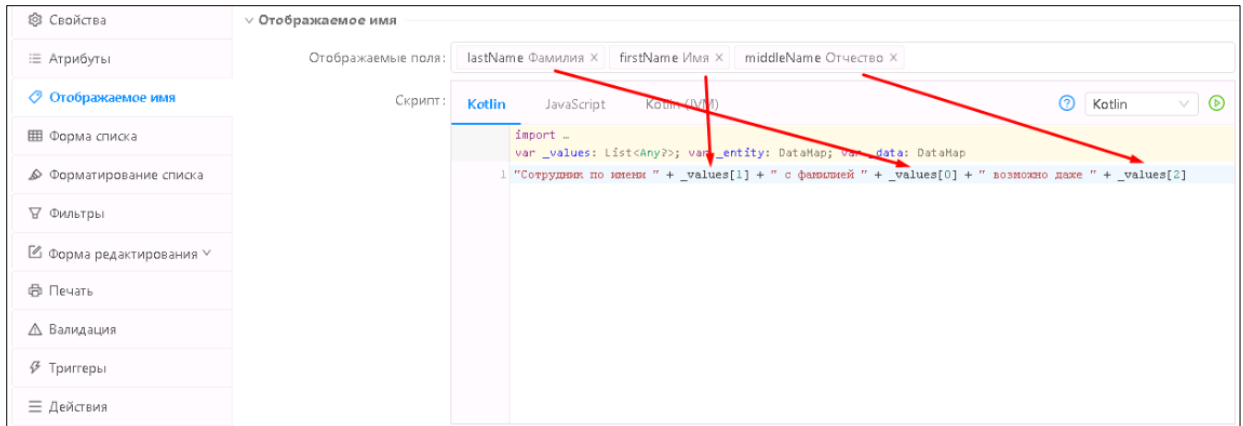 Свойства
Отображаемое имя
Атрибуты
Отображаемые поля: lastName Фамилия × firstName Имя × middleName Отчество ×
Отображаемое имя
Скрипт: Kotlin JavaScript Kotlin (JVM) Kotlin
Форма списка
import …
var _values: List<Any?>; var _entity: DataMap; var _data: DataMap
Форматирование списка
1 "Сотрудник по имени " + _values[1] + " с фамилией " + _values[0] + " возможно даже " + _values[2]
Фильтры
Форма редактирования
Печать
Валидация
Триггеры
Действия